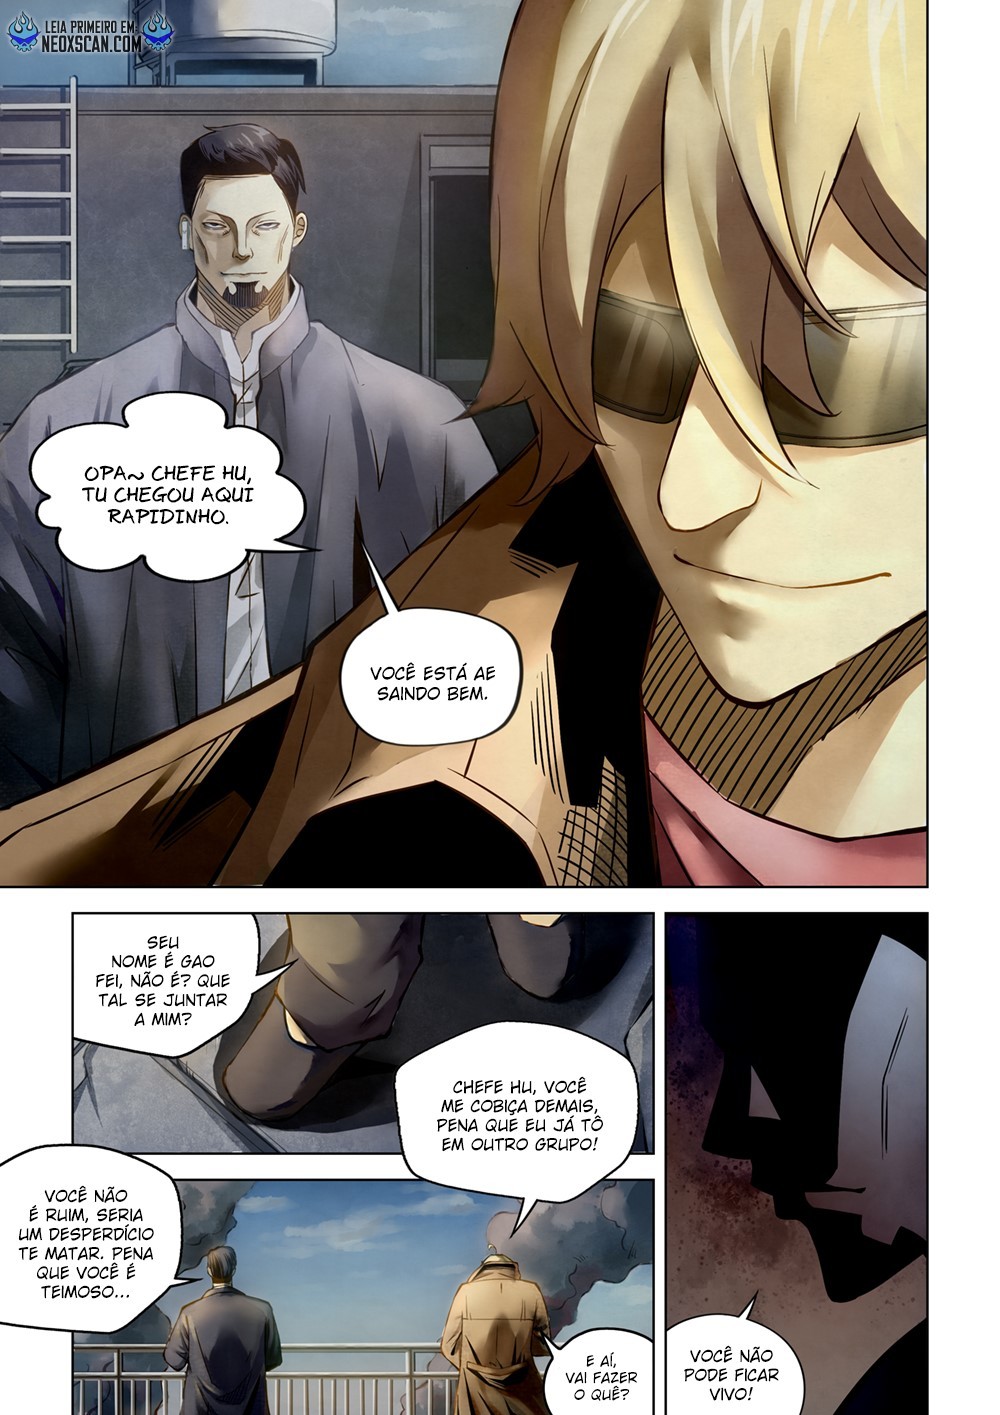 LEIA PRIMEIRO EM:
NEOXSCAN.COM
OPA~ CHEFE HU,
TU CHEGOU AQUI
RAPIDINHO.
VOCÊ ESTÁ AE
SAINDO BEM.
SEU
NOME É GAO
FEI, NÃO É? QUE
TAL SE JUNTAR
A MIM?
CHEFE HU, VOCÊ
ME COBIÇA DEMAIS,
PENA QUE EU JÁ TÔ
EM OUTRO GRUPO!
VOCÊ NÃO
É RUIM, SERIA
UM DESPERDÍCIO
TE MATAR. PENA
QUE VOCÊ É
TEIMOSO...
E AÍ,
VAI FAZER
O QUÊ?
VOCÊ NÃO
PODE FICAR
VIVO!